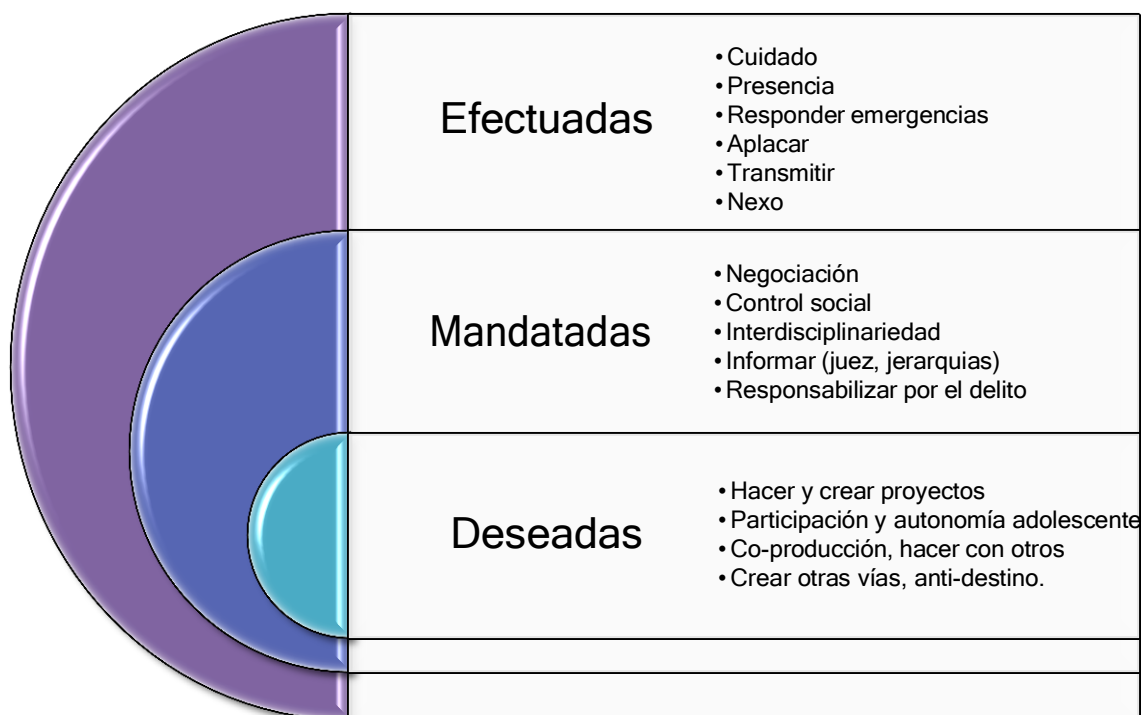 Efectuadas
•Cuidado
•Presencia
•Responder emergencias
•Aplacar
•Transmitir
•Nexo
Mandatadas
•Negociación
•Control social
•Interdisciplinariedad
•Informar (juez, jerarquias)
•Responsabilizar por el delito
Deseadas
•Hacer y crear proyectos
•Participación y autonomía adolescente
•Co-producción, hacer con otros
•Crear otras vías, anti-destino.